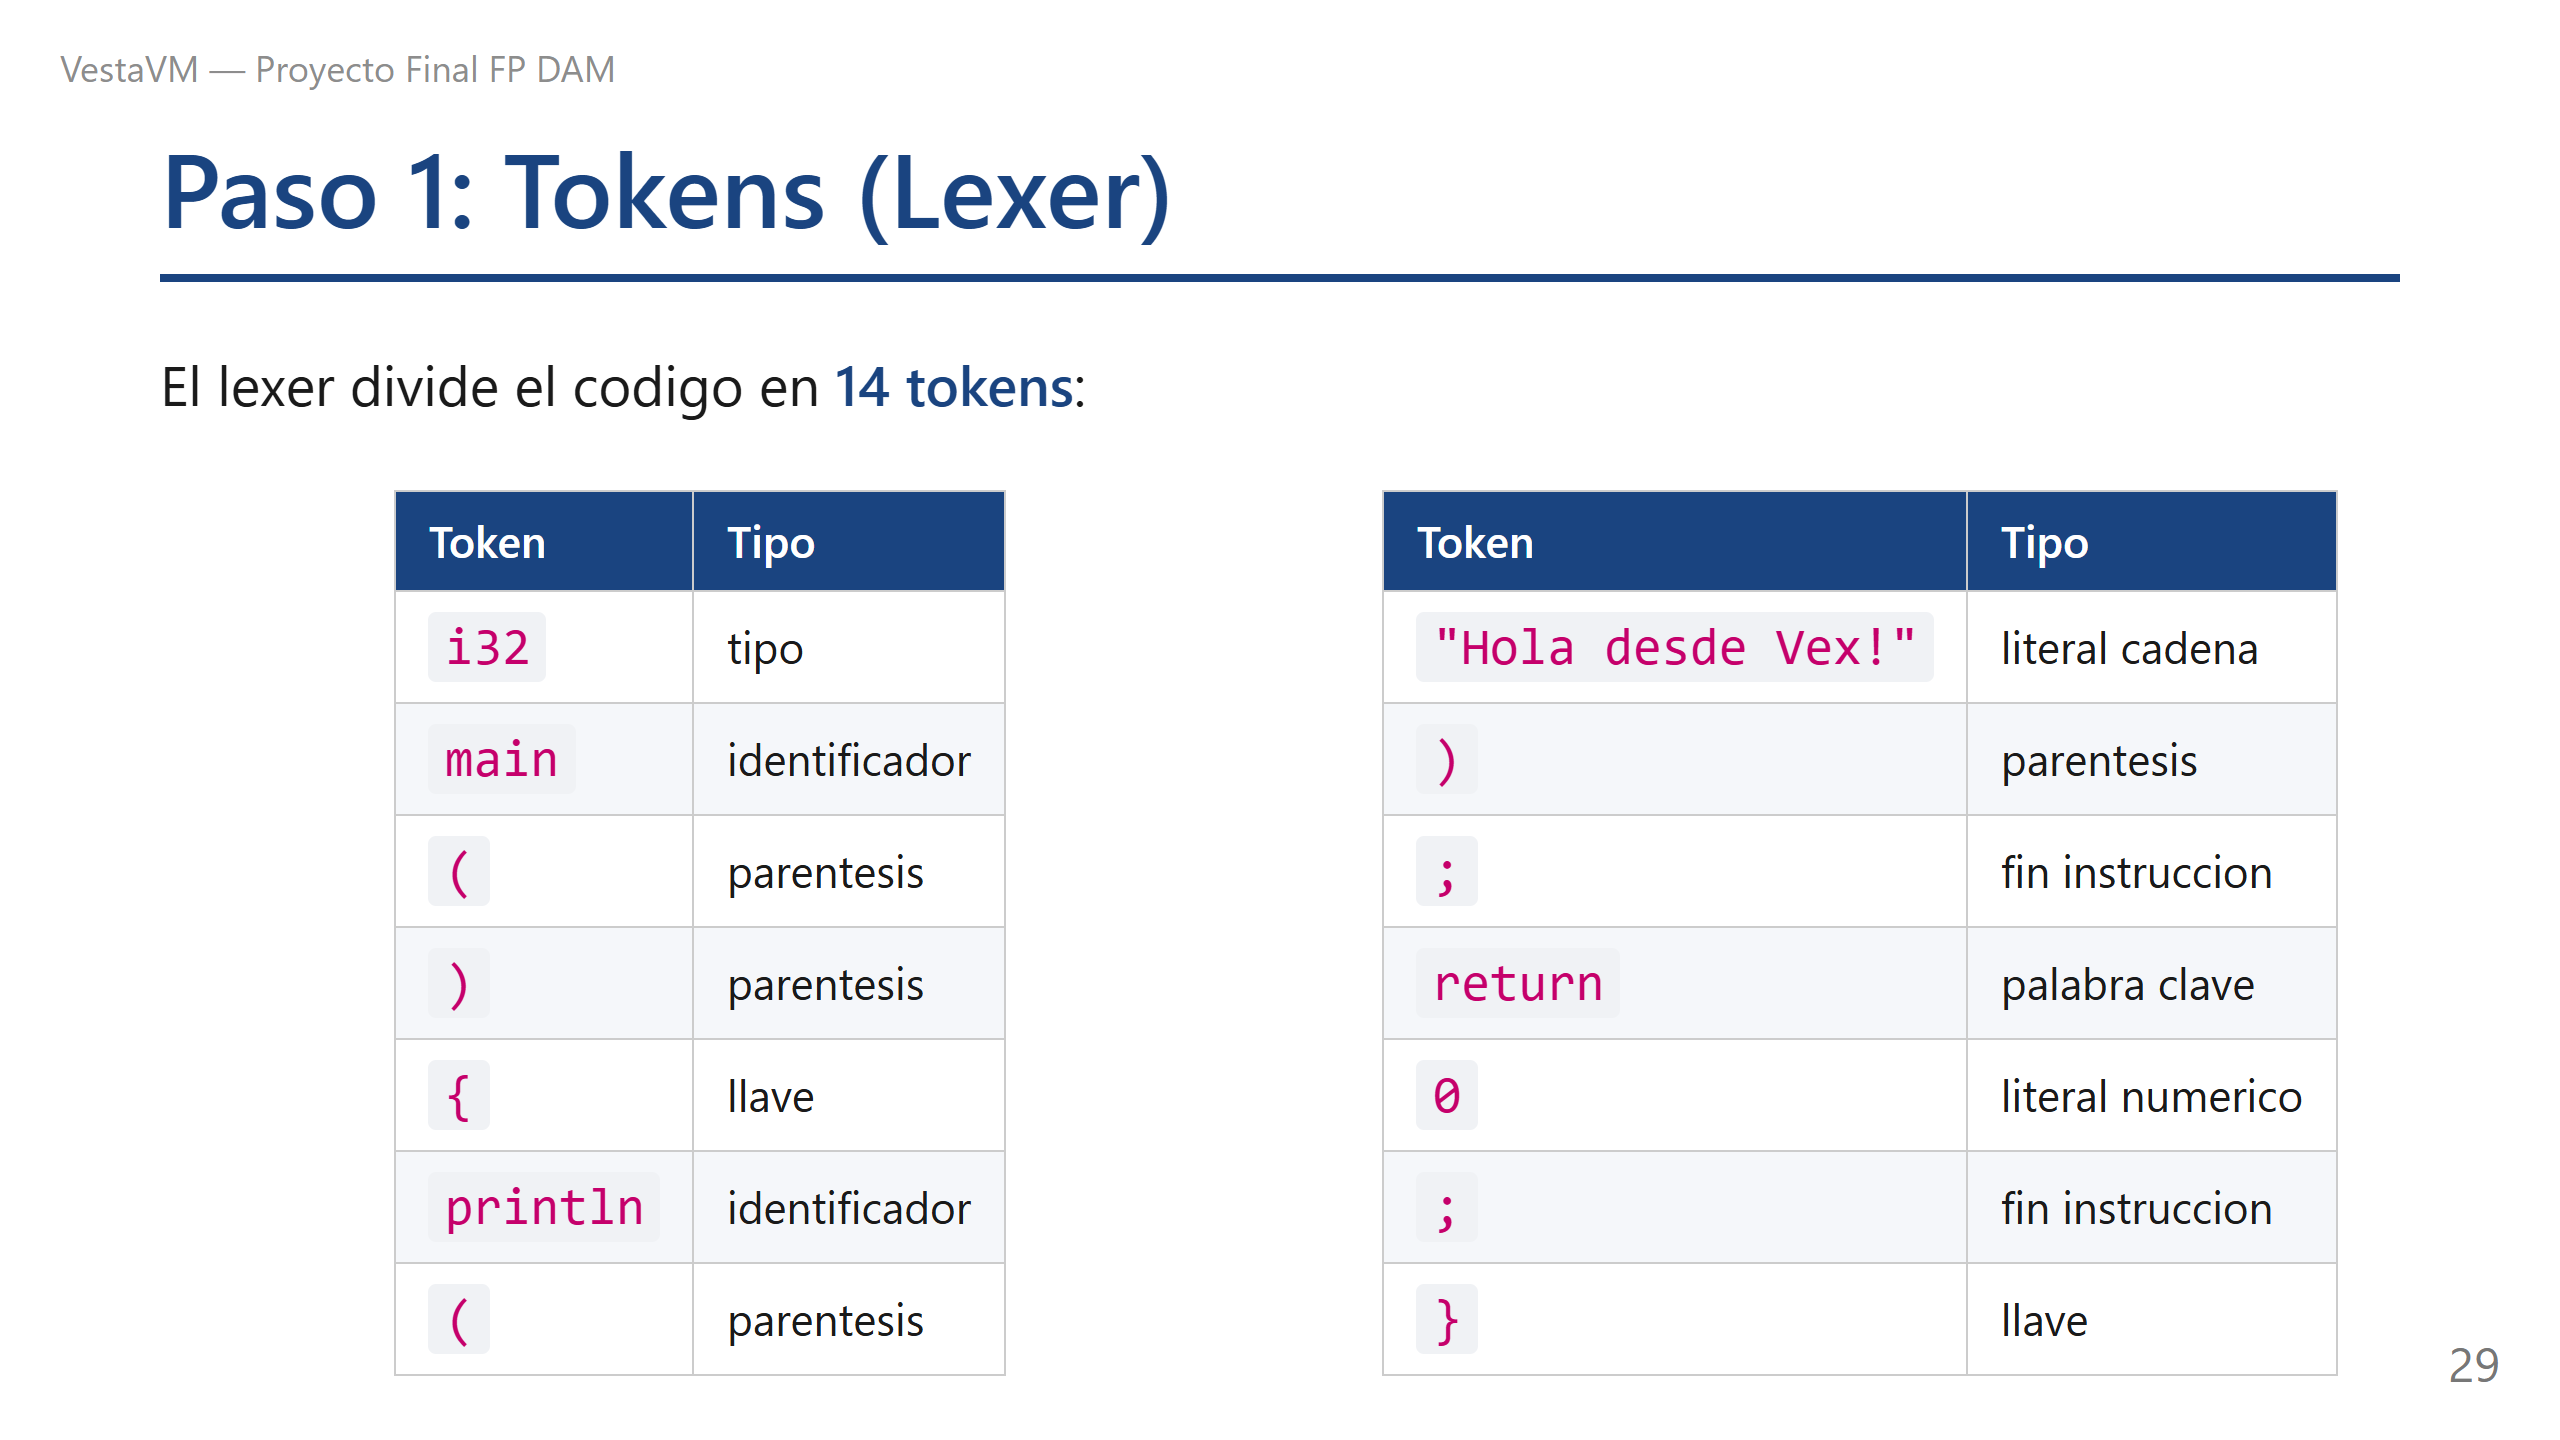 VestaVM — Proyecto Final FP DAM
Paso 1: Tokens (Lexer)
El lexer divide el codigo en 14 tokens:
Token Tipo
i32 tipo
main identificador
( parentesis
) parentesis
{ llave
println identificador
( parentesis
Token Tipo
"Hola desde Vex!" literal cadena
) parentesis
; fin instruccion
return palabra clave
0 literal numerico
; fin instruccion
} llave
29